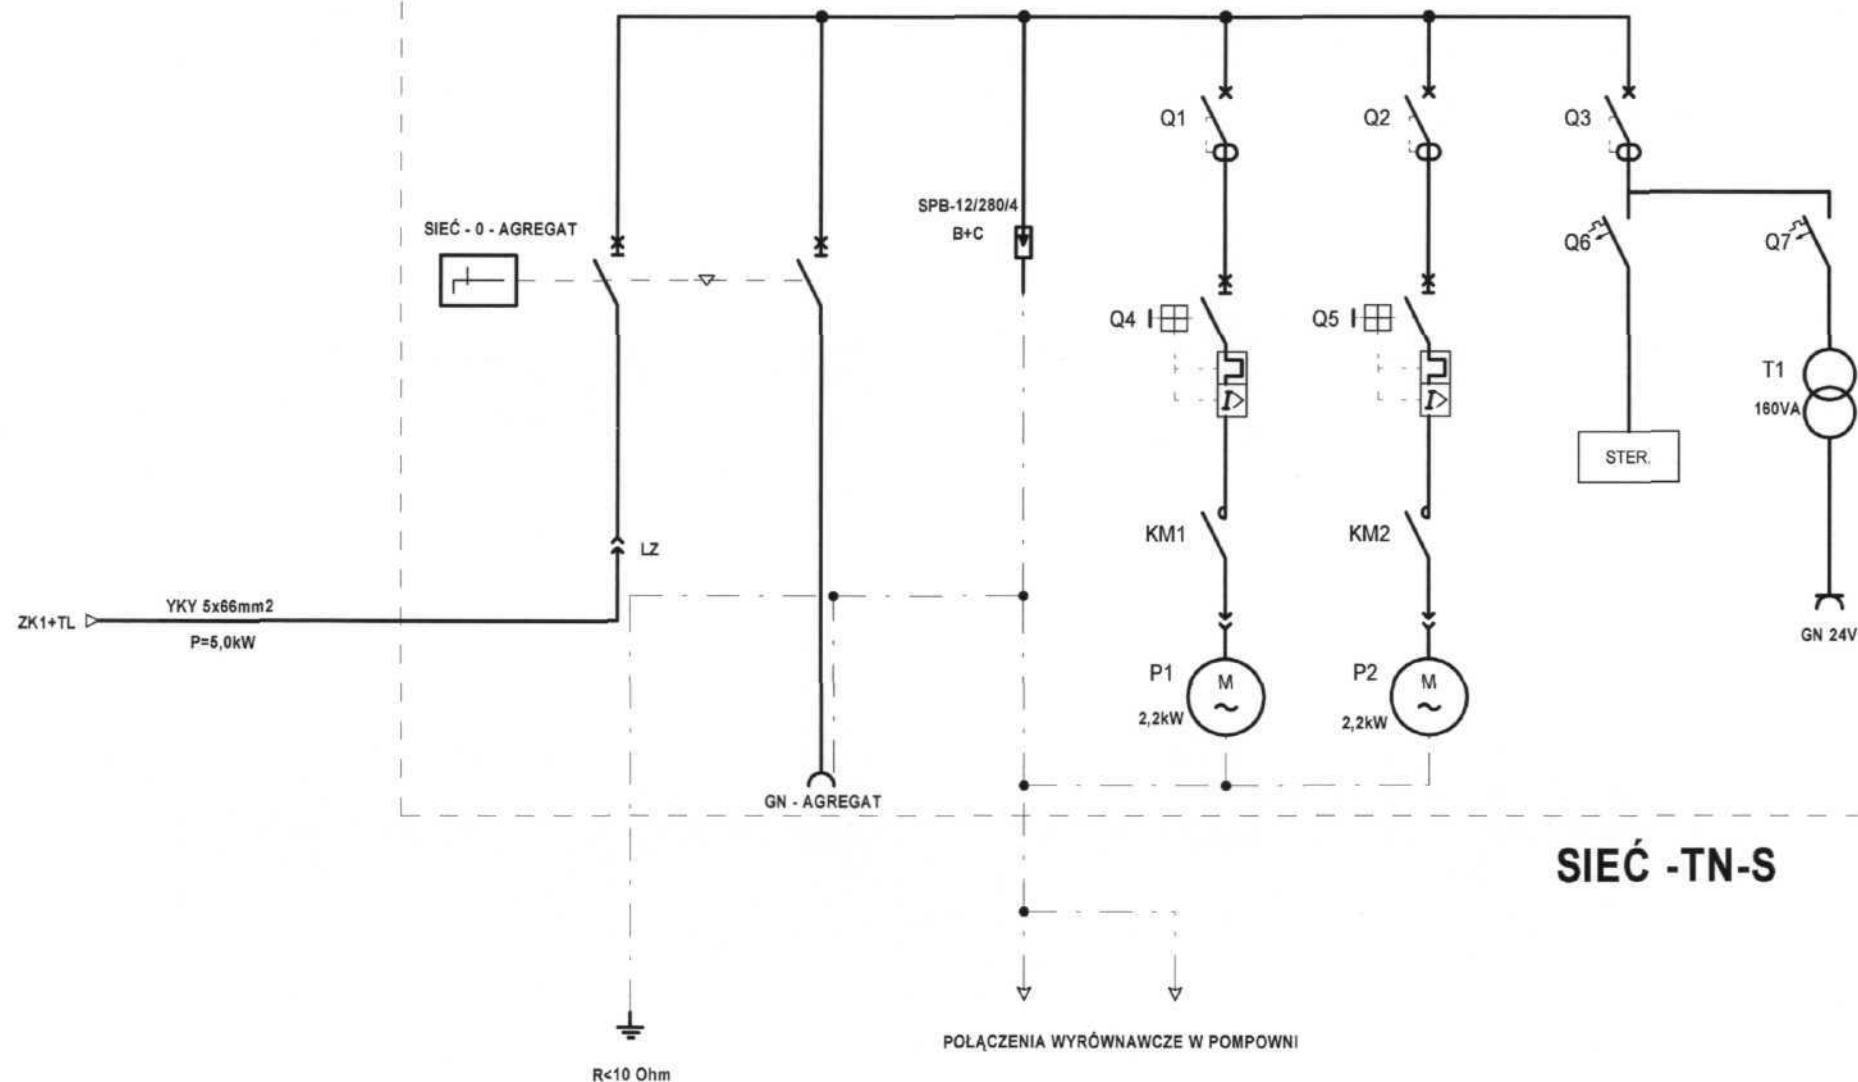 Q1
Q2
Q3
SPB-12/280/4
B+C
SIEĆ - 0 - AGREGAT
Q6
Q7
Q4
Q5
I>
I>
T1
160VA
STER.
KM1
KM2
LZ
YKY 5x66mm2
ZK1+TL
P=5,0kW
GN 24V
P1
M
~
2,2kW
P2
M
~
2,2kW
GN - AGREGAT
SIEĆ -TN-S
POŁĄCZENIA WYRÓWNAWCZE W POMPOWNI
R<10 Ohm